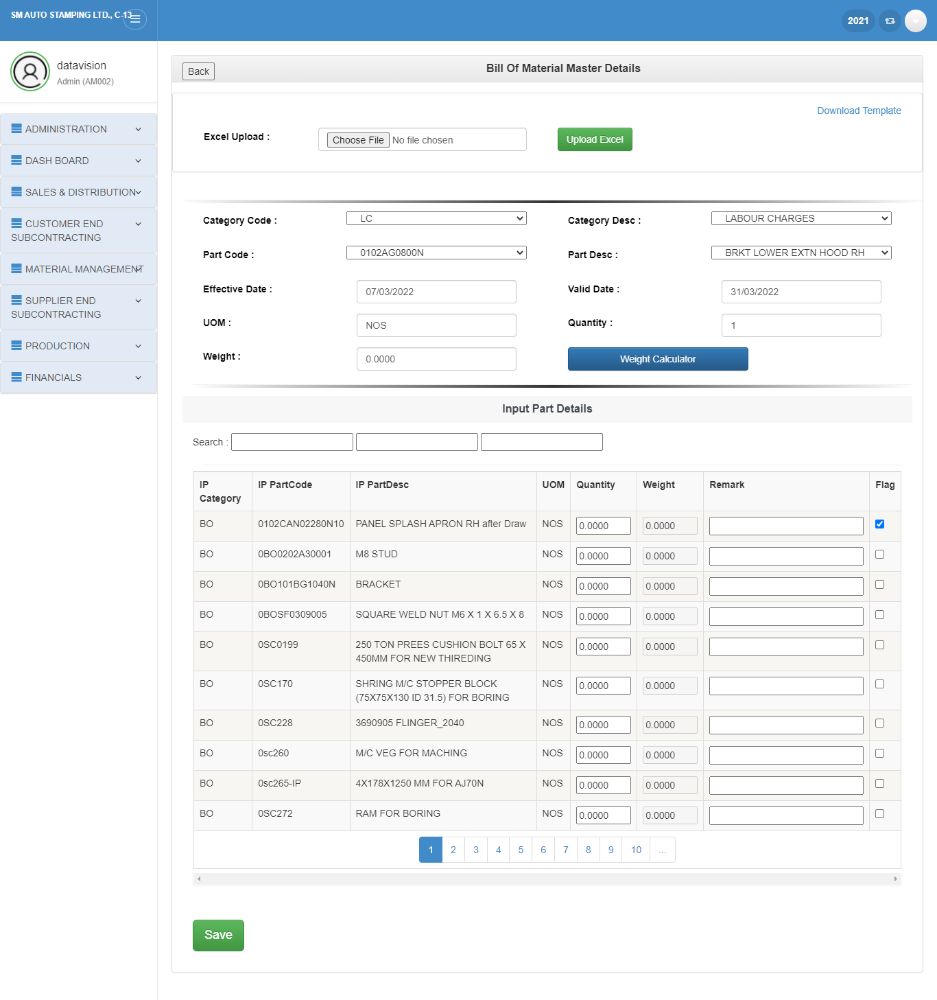 SM AUTO STAMPING LTD., C-13
2021
datavision
Admin (AM002)
ADMINISTRATION
DASH BOARD
SALES & DISTRIBUTION
CUSTOMER END
SUBCONTRACTING
MATERIAL MANAGEMENT
SUPPLIER END
SUBCONTRACTING
PRODUCTION
FINANCIALS
Back
Bill Of Material Master Details
Download Template
Excel Upload : Choose File No file chosen Upload Excel
Category Code : LC Category Desc : LABOUR CHARGES
Part Code : 0102AG0800N Part Desc : BRKT LOWER EXTN HOOD RH
Effective Date : 07/03/2022 Valid Date : 31/03/2022
UOM : NOS Quantity : 1
Weight : 0.0000 Weight Calculator
Input Part Details
Search :
IP Category IP PartCode IP PartDesc UOM Quantity Weight Remark Flag
BO 0102CAN02280N10 PANEL SPLASH APRON RH after Draw NOS 0.0000 0.0000
BO 0BO0202A30001 M8 STUD NOS 0.0000 0.0000
BO 0BO101BG1040N BRACKET NOS 0.0000 0.0000
BO 0BOSF0309005 SQUARE WELD NUT M6 X 1 X 6.5 X 8 NOS 0.0000 0.0000
BO 0SC0199 250 TON PREES CUSHION BOLT 65 X 450MM FOR NEW THIREDING NOS 0.0000 0.0000
BO 0SC170 SHRING M/C STOPPER BLOCK (75X75X130 ID 31.5) FOR BORING NOS 0.0000 0.0000
BO 0SC228 3690905 FLINGER_2040 NOS 0.0000 0.0000
BO 0sc260 M/C VEG FOR MACHING NOS 0.0000 0.0000
BO 0sc265-IP 4X178X1250 MM FOR AJ70N NOS 0.0000 0.0000
BO 0SC272 RAM FOR BORING NOS 0.0000 0.0000
1 2 3 4 5 6 7 8 9 10 ...
Save